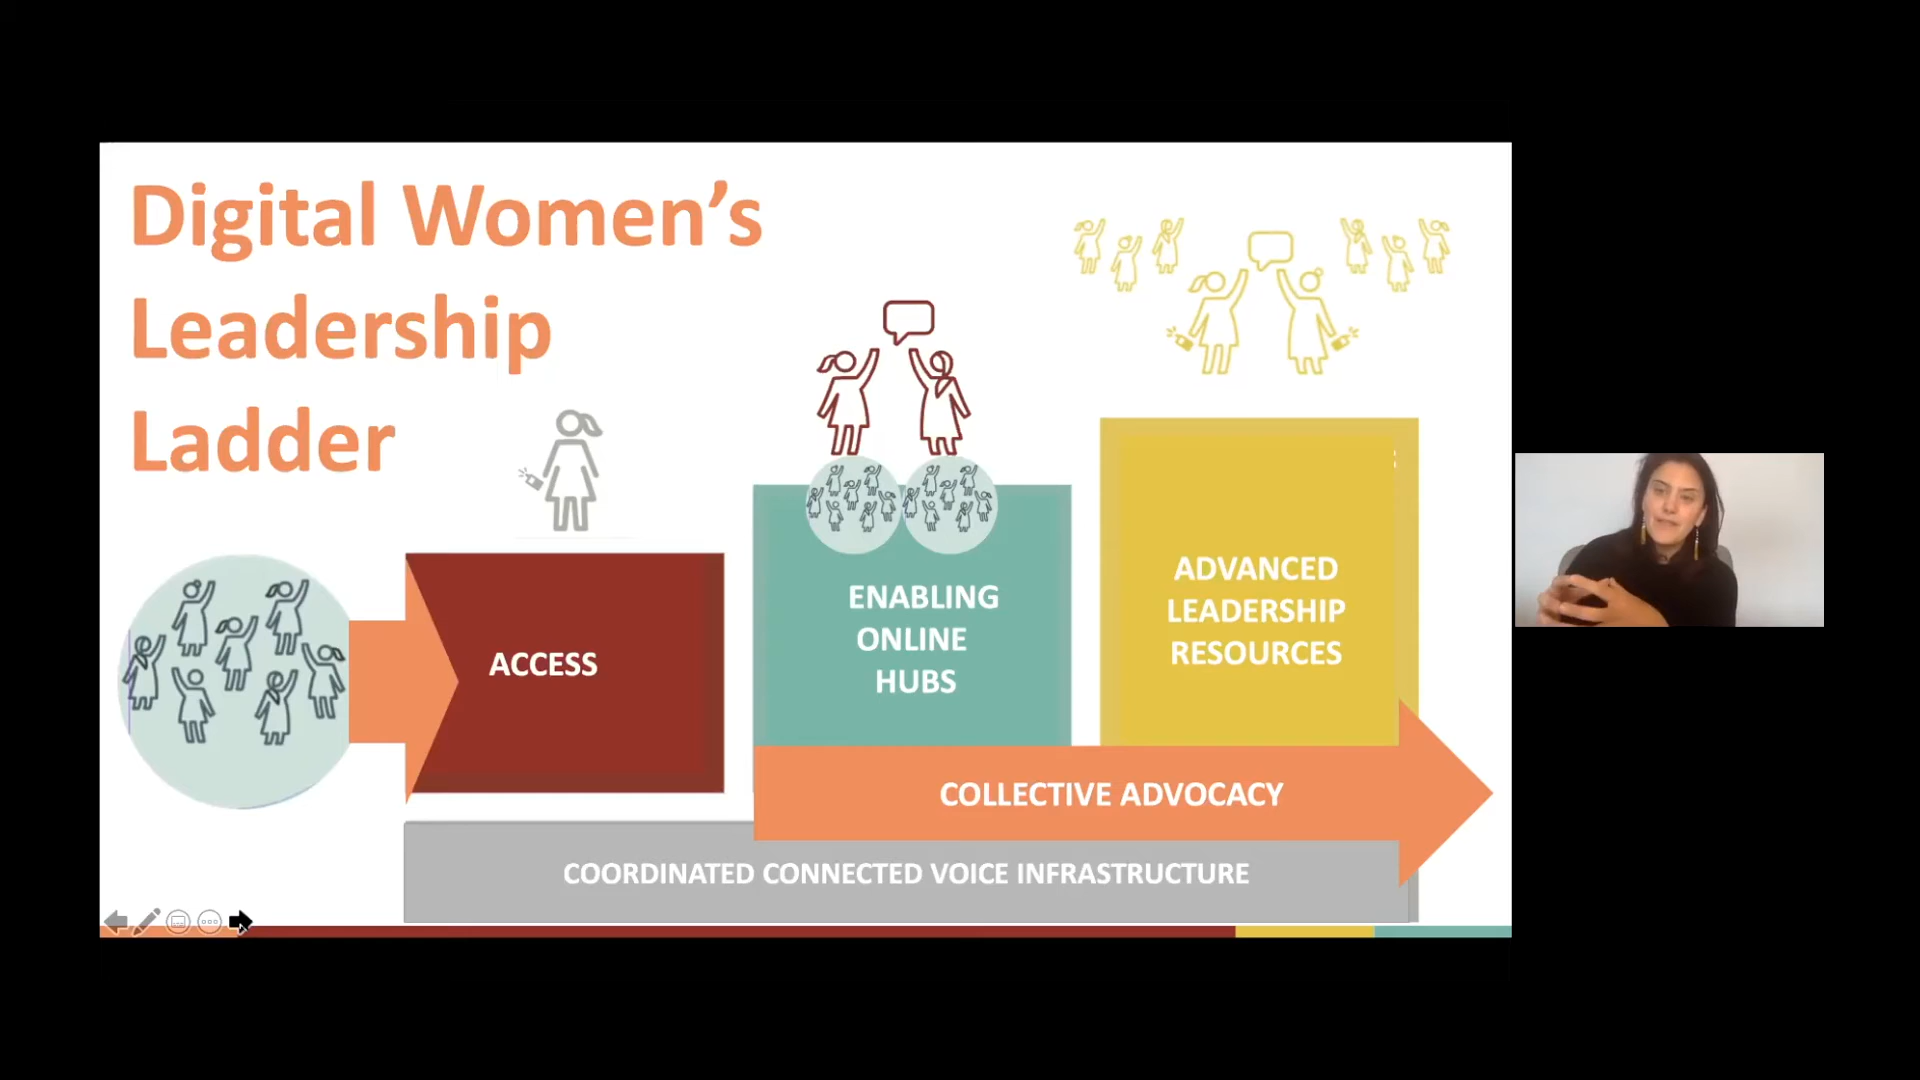 Digital Women’s
Leadership
Ladder
ACCESS
ENABLING
ONLINE
HUBS
ADVANCED
LEADERSHIP
RESOURCES
COLLECTIVE ADVOCACY
COORDINATED CONNECTED VOICE INFRASTRUCTURE